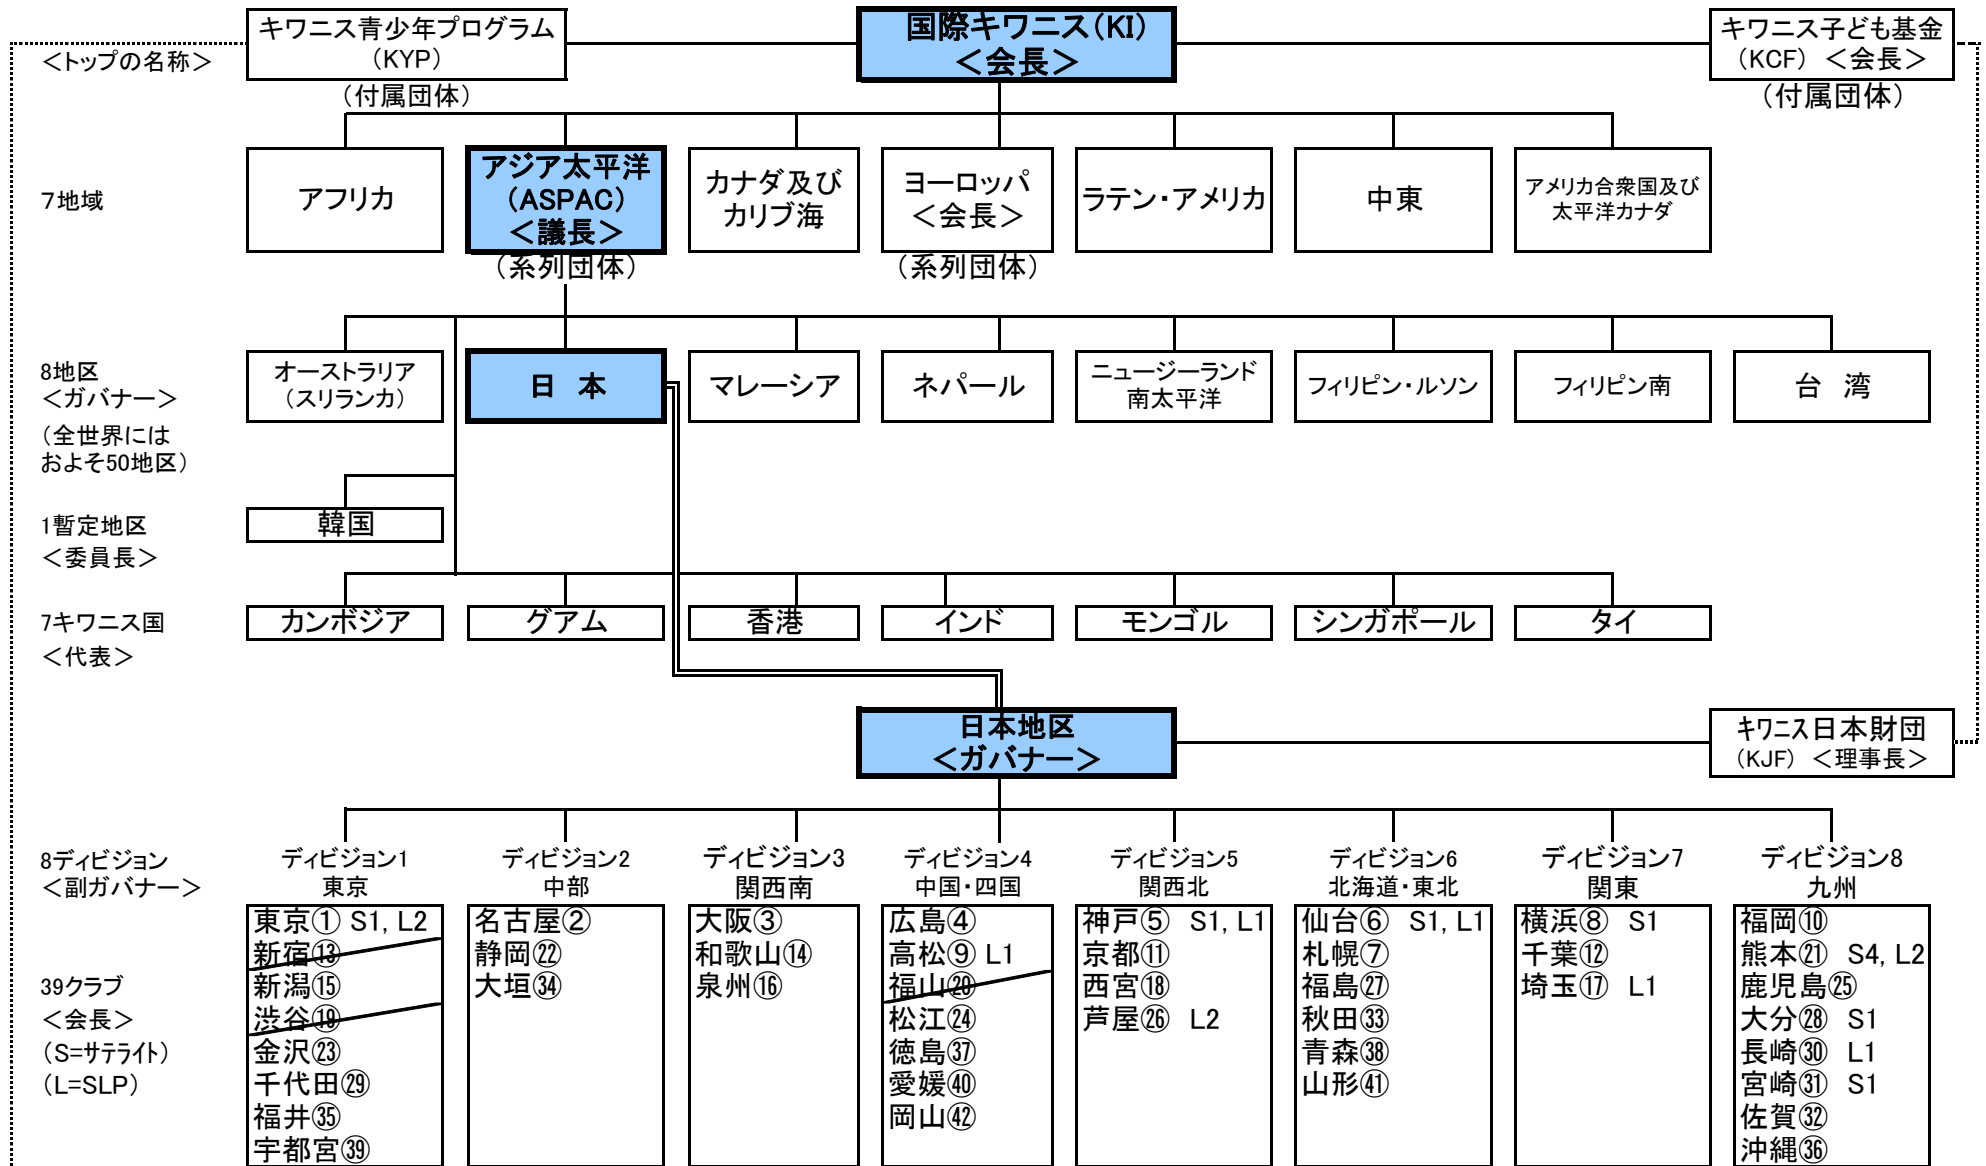 キワニス青少年プログラム
(KYP)
(付属団体)
国際キワニス(KI)
<会長>
キワニス子ども基金
(KCF) <会長>
(付属団体)
<トップの名称>
7地域
アフリカ
アジア太平洋
(ASPAC)
<議長>
(系列団体)
カナダ及び
カリブ海
ヨーロッパ
<会長>
(系列団体)
ラテン・アメリカ
中東
アメリカ合衆国及び
太平洋カナダ
8地区
<ガバナー>
(全世界には
およそ50地区)
オーストラリア
(スリランカ)
日 本
マレーシア
ネパール
ニュージーランド
南太平洋
フィリピン・ルソン
フィリピン南
台 湾
1暫定地区
<委員長>
韓国
7キワニス国
<代表>
カンボジア
グアム
香港
インド
モンゴル
シンガポール
タイ
日本地区
<ガバナー>
キワニス日本財団
(KJF) <理事長>
8ディビジョン
<副ガバナー>
39クラブ
<会長>
(S=サテライト)
(L=SLP)
ディビジョン1
東京
東京① S1, L2
新宿⑬
新潟⑮
渋谷⑲
金沢㉓
千代田㉙
福井㉟
宇都宮㊴
ディビジョン2
中部
名古屋②
静岡㉒
大垣㉞
ディビジョン3
関西南
大阪③
和歌山⑭
泉州⑯
ディビジョン4
中国・四国
広島④
高松⑨ L1
福山⑳
松江㉔
徳島㊲
愛媛㊵
岡山㊷
ディビジョン5
関西北
神戸⑤ S1, L1
京都⑪
西宮⑱
芦屋㉖ L2
ディビジョン6
北海道・東北
仙台⑥ S1, L1
札幌⑦
福島㉗
秋田㉝
青森㊳
山形㊶
ディビジョン7
関東
横浜⑧ S1
千葉⑫
埼玉⑰ L1
ディビジョン8
九州
福岡⑩
熊本㉑ S4, L2
鹿児島㉕
大分㉘ S1
長崎㉚ L1
宮崎㉛ S1
佐賀㉜
沖縄㊱